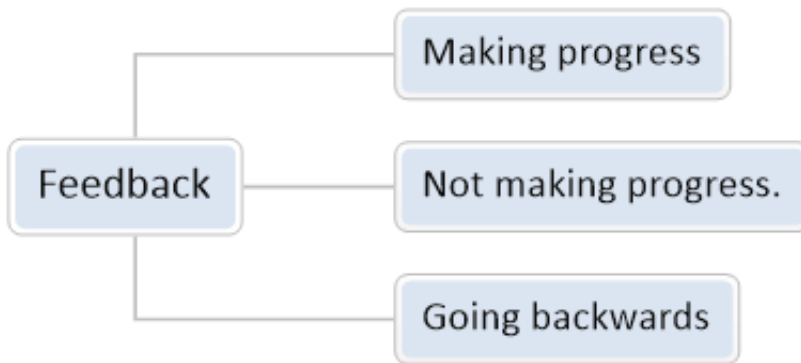 Making progress
Feedback
Not making progress.
Going backwards